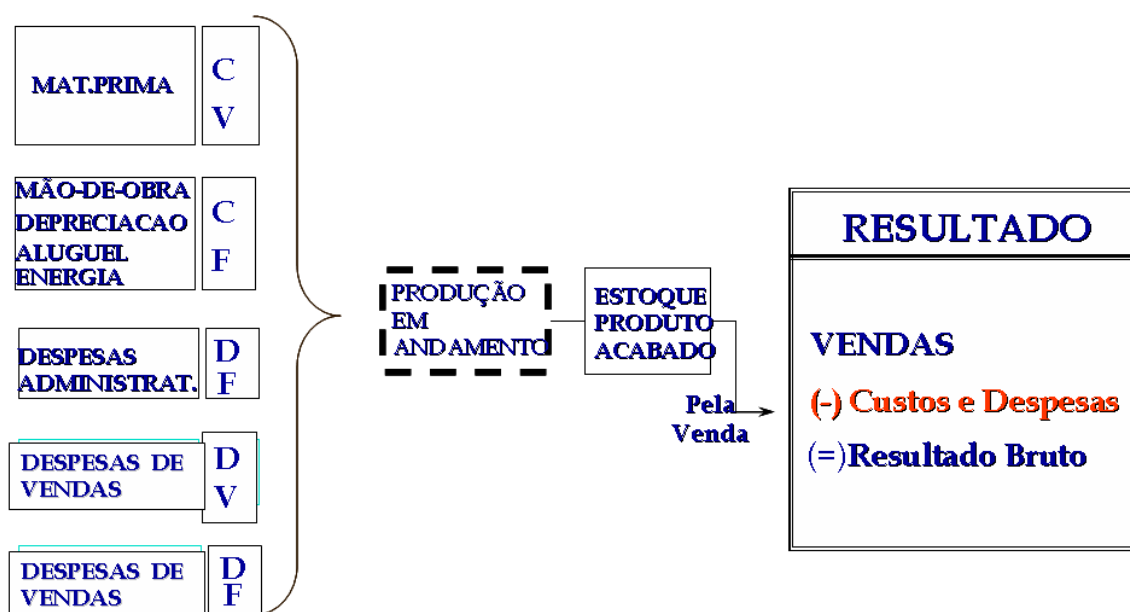 MAT.PRIMA
C
V
MÃO-DE-OBRA
DEPRECIACAO
ALUGUEL
ENERGIA
C
F
DESPESAS
ADMINISTRAT.
D
F
DESPESAS DE
VENDAS
D
V
DESPESAS DE
VENDAS
D
F
PRODUÇÃO
EM
ANDAMENTO
ESTOQUE
PRODUTO
ACABADO
Pela
Venda
RESULTADO
VENDAS
(-) Custos e Despesas
(=)Resultado Bruto